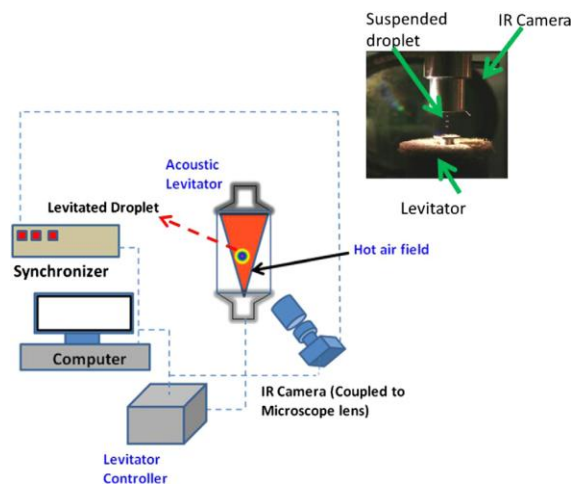 Suspended
droplet
IR Camera
Levitator
Acoustic
Levitator
Levitated Droplet
Hot air field
Synchronizer
Computer
IR Camera (Coupled to
Microscope lens)
Levitator
Controller